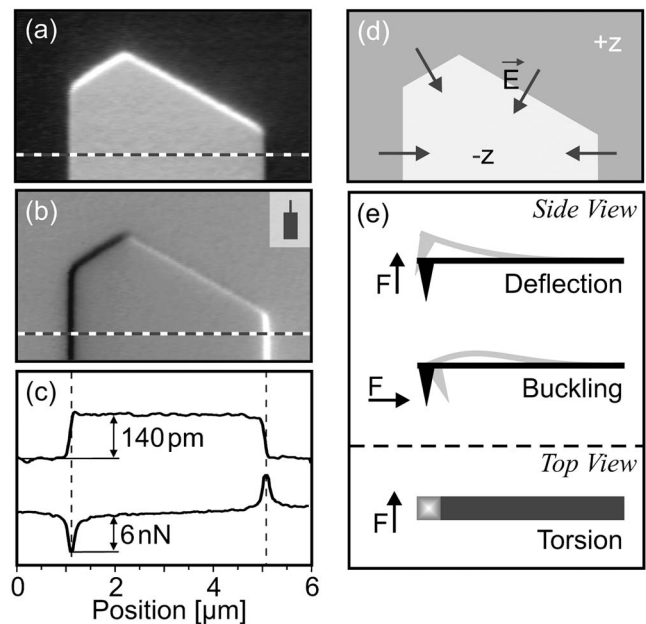 (a)
(b)
(c)
140 pm
6 nN
0 2 4 6
Position [µm]
(d)
+z
E
-z
(e)
Side View
F
Deflection
F
Buckling
Top View
F
Torsion